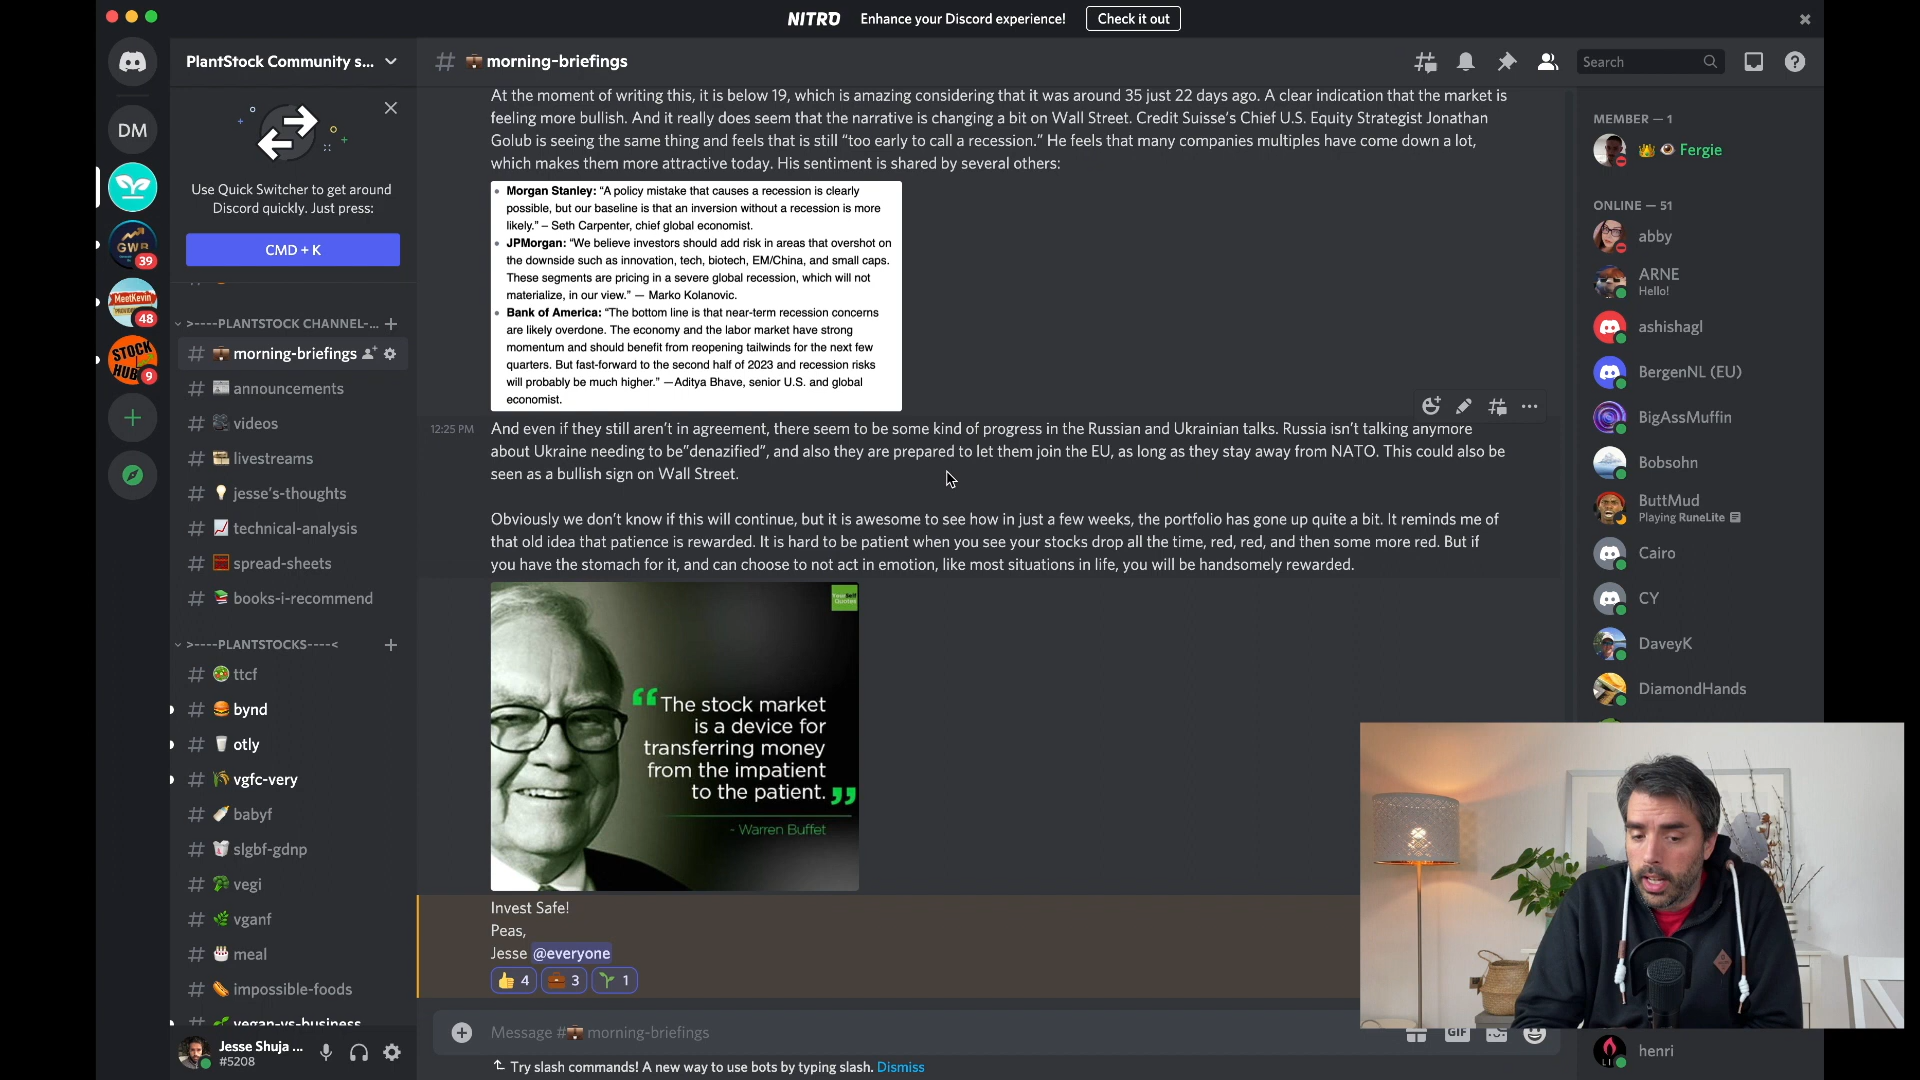 NITRO Enhance your Discord experience! Check it out
PlantStock Community s...
# morning-briefings
Search
DM
GWR
39
MeetKevin
48
STOCK
HUB
9
Use Quick Switcher to get around
Discord quickly. Just press:
CMD + K
>----PLANTSTOCK CHANNEL-...
# morning-briefings
# announcements
# videos
# livestreams
# jesse's-thoughts
# technical-analysis
# spread-sheets
# books-i-recommend
>----PLANTSTOCKS----<
# ttcf
# bynd
# otly
# vgfc-very
# babyf
# slgbf-gdnp
# vegi
# vganf
# meal
# impossible-foods
vegan-vs-business
Jesse Shuja ...
#5208
At the moment of writing this, it is below 19, which is amazing considering that it was around 35 just 22 days ago. A clear indication that the market is
feeling more bullish. And it really does seem that the narrative is changing a bit on Wall Street. Credit Suisse's Chief U.S. Equity Strategist Jonathan
Golub is seeing the same thing and feels that is still “too early to call a recession.” He feels that many companies multiples have come down a lot,
which makes them more attractive today. His sentiment is shared by several others:
• Morgan Stanley: “A policy mistake that causes a recession is clearly
possible, but our baseline is that an inversion without a recession is more
likely.” – Seth Carpenter, chief global economist.
• JPMorgan: “We believe investors should add risk in areas that overshot on
the downside such as innovation, tech, biotech, EM/China, and small caps.
These segments are pricing in a severe global recession, which will not
materialize, in our view.” — Marko Kolanovic.
• Bank of America: “The bottom line is that near-term recession concerns
are likely overdone. The economy and the labor market have strong
momentum and should benefit from reopening tailwinds for the next few
quarters. But fast-forward to the second half of 2023 and recession risks
will probably be much higher.” —Aditya Bhave, senior U.S. and global
economist.
12:25 PM And even if they still aren't in agreement, there seem to be some kind of progress in the Russian and Ukrainian talks. Russia isn't talking anymore
about Ukraine needing to be”denazified”, and also they are prepared to let them join the EU, as long as they stay away from NATO. This could also be
seen as a bullish sign on Wall Street.
Obviously we don't know if this will continue, but it is awesome to see how in just a few weeks, the portfolio has gone up quite a bit. It reminds me of
that old idea that patience is rewarded. It is hard to be patient when you see your stocks drop all the time, red, red, and then some more red. But if
you have the stomach for it, and can choose to not act in emotion, like most situations in life, you will be handsomely rewarded.
“The stock market
is a device for
transferring money
from the impatient
to the patient.”
- Warren Buffet
Invest Safe!
Peas,
Jesse @everyone
4 3 1
Message # morning-briefings
GIF
Try slash commands! A new way to use bots by typing slash. Dismiss
MEMBER — 1
Fergie
ONLINE — 51
abby
ARNE
Hello!
ashishagl
BergenNL (EU)
BigAssMuffin
Bobsohn
ButtMud
Playing RuneLite
Cairo
CY
DaveyK
DiamondHands
henri